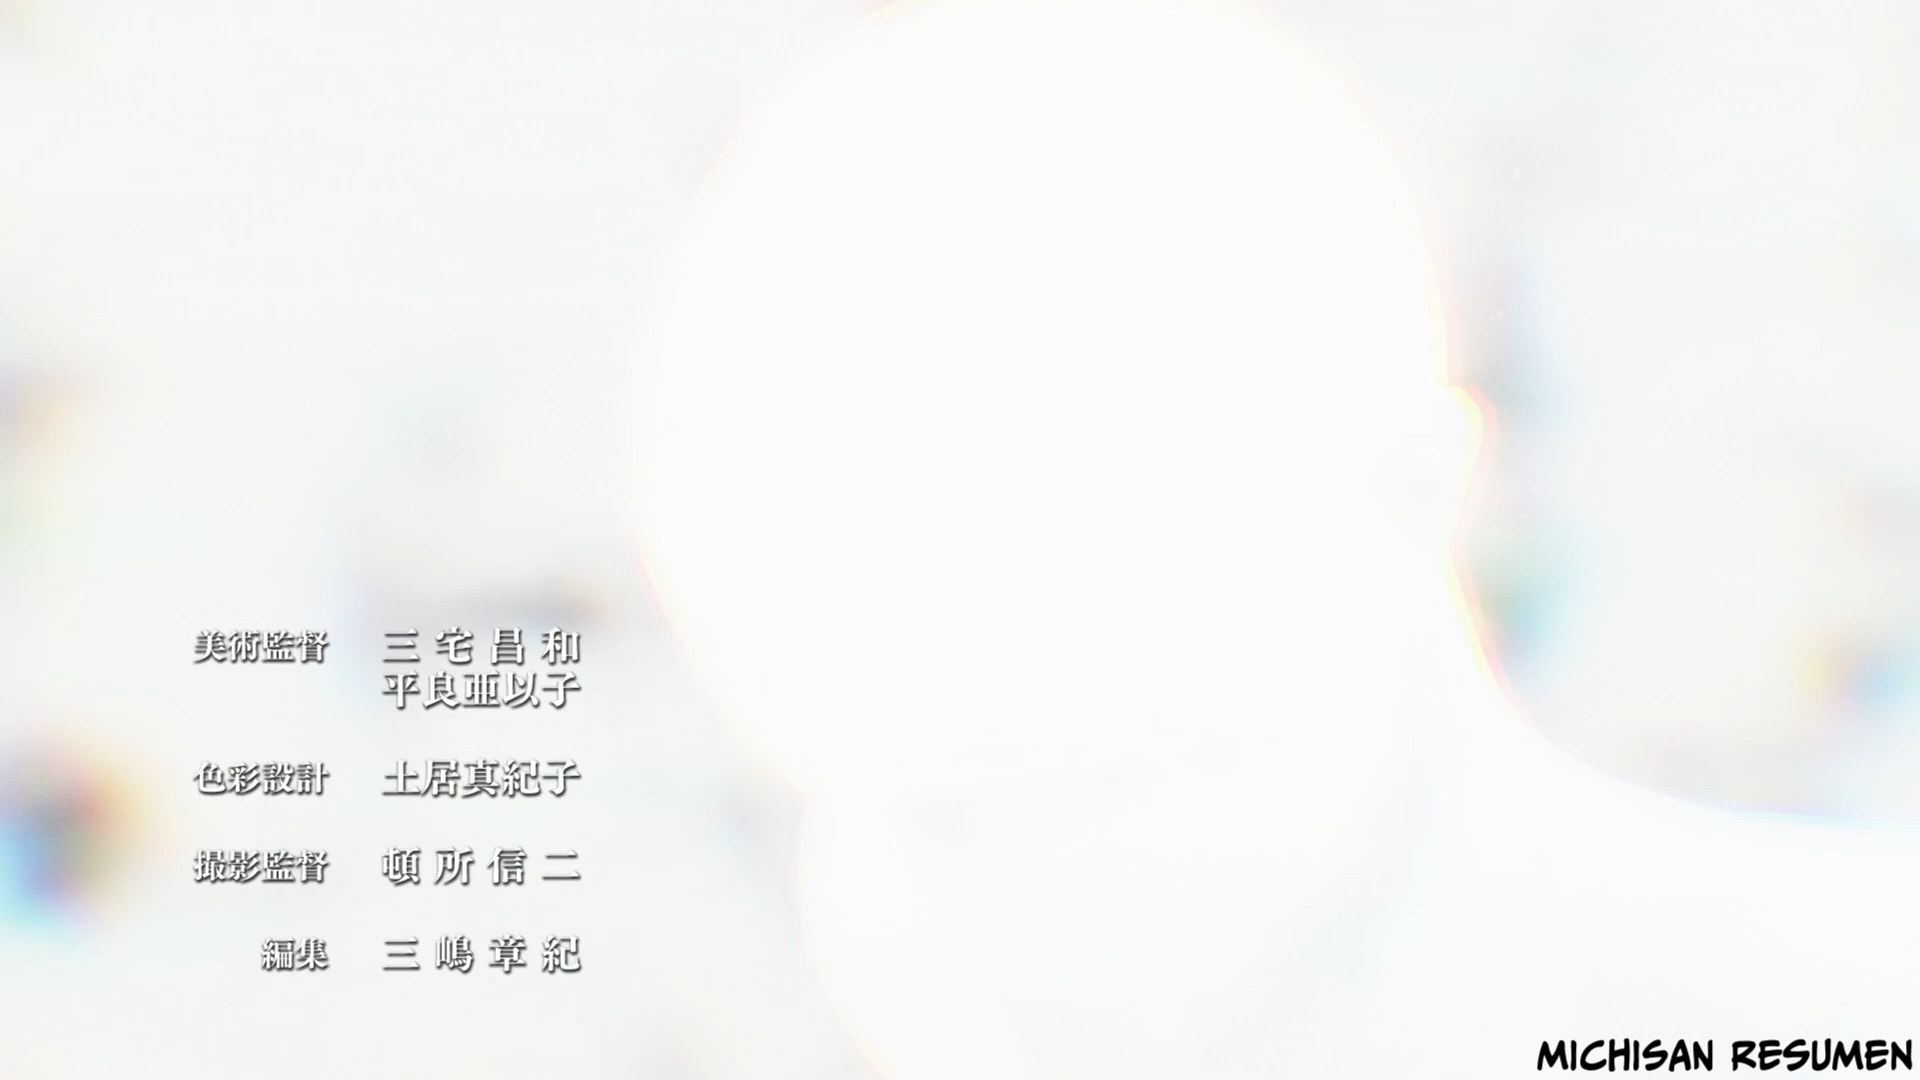 美術監督 三宅昌和
平良亜以子
色彩設計 土居真紀子
撮影監督 頓所信二
編集 三嶋章紀
MICHISAN RESUMEN